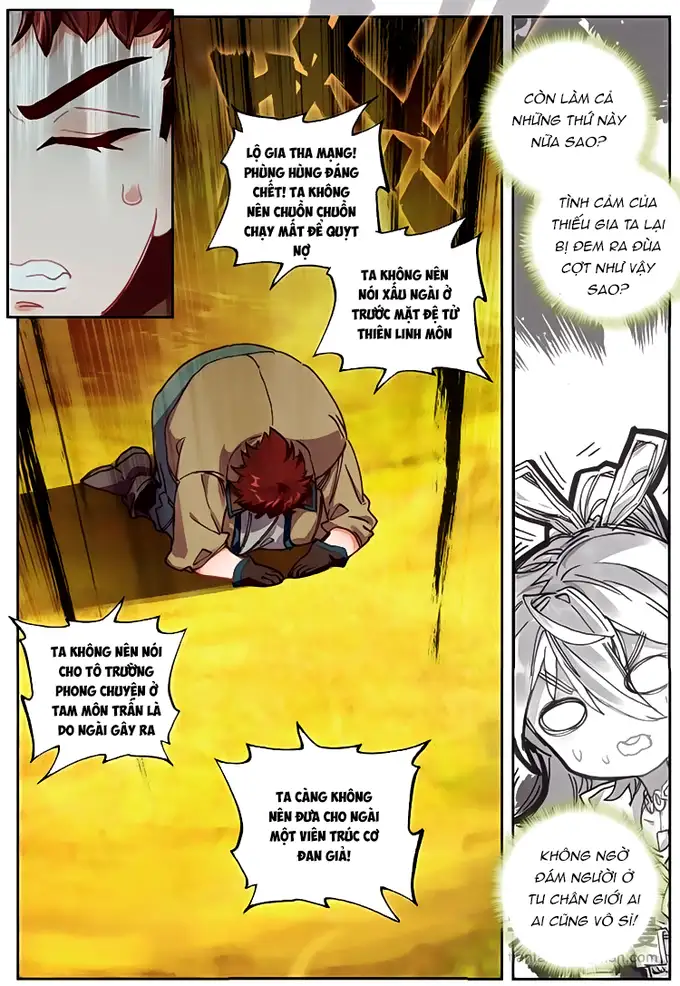 LỘ GIA THA MẠNG!
PHÙNG HÙNG ĐÁNG
CHẾT! TA KHÔNG
NÊN CHUỒN CHUỒN
CHẠY MẤT ĐỂ QUỴT
NỢ
TA KHÔNG NÊN
NÓI XẤU NGÀI Ở
TRƯỚC MẶT ĐỆ TỬ
THIÊN LINH MÔN
TA KHÔNG NÊN NÓI
CHO TÔ TRƯỜNG
PHONG CHUYỆN Ở
TAM MÔN TRẤN LÀ
DO NGÀI GÂY RA
TA CÀNG KHÔNG
NÊN ĐƯA CHO NGÀI
MỘT VIÊN TRÚC CƠ
ĐAN GIẢ!
CÒN LÀM CẢ
NHỮNG THỨ NÀY
NỮA SAO?
TÌNH CẢM CỦA
THIẾU GIA TA LẠI
BỊ ĐEM RA ĐÙA
CỢT NHƯ VẬY
SAO?
KHÔNG NGỜ
ĐÁM NGƯỜI Ở
TU CHÂN GIỚI AI
AI CŨNG VÔ SỈ!